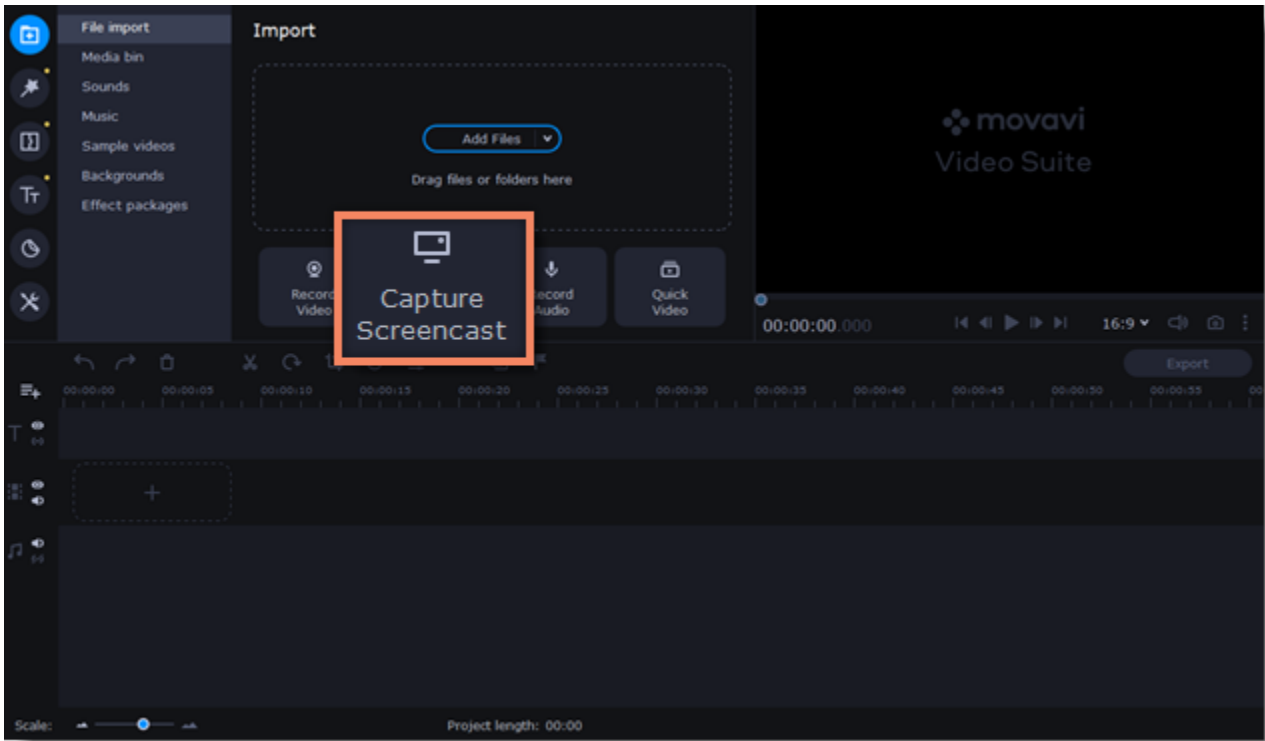 File import
Media bin
Sounds
Music
Sample videos
Backgrounds
Effect packages
Import
Add Files
Drag files or folders here
Record
Video
Capture
Screencast
Quick
Video
movavi
Video Suite
00:00:00.000
16:9
Export
00:00:00 00:00:05 00:00:10 00:00:15 00:00:20 00:00:25 00:00:30 00:00:35 00:00:40 00:00:45 00:00:50 00:00:55 00
Scale:
Project length: 00:00